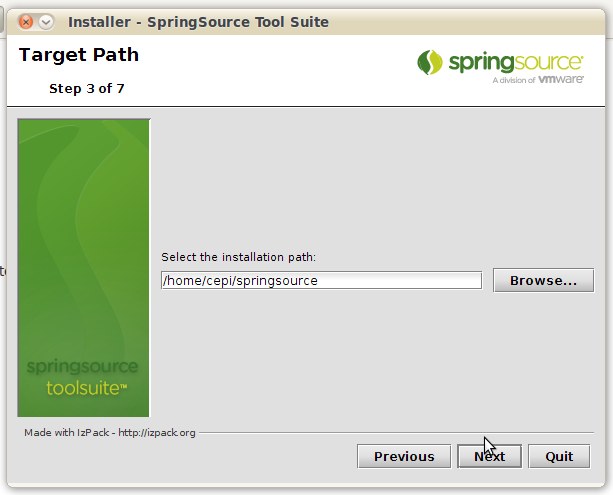 Installer - SpringSource Tool Suite
Target Path
Step 3 of 7
springsource
A division of vmware
Select the installation path:
/home/cepi/springsource
Browse...
springsource
toolsuite™
Made with IzPack - http://izpack.org
Previous
Next
Quit